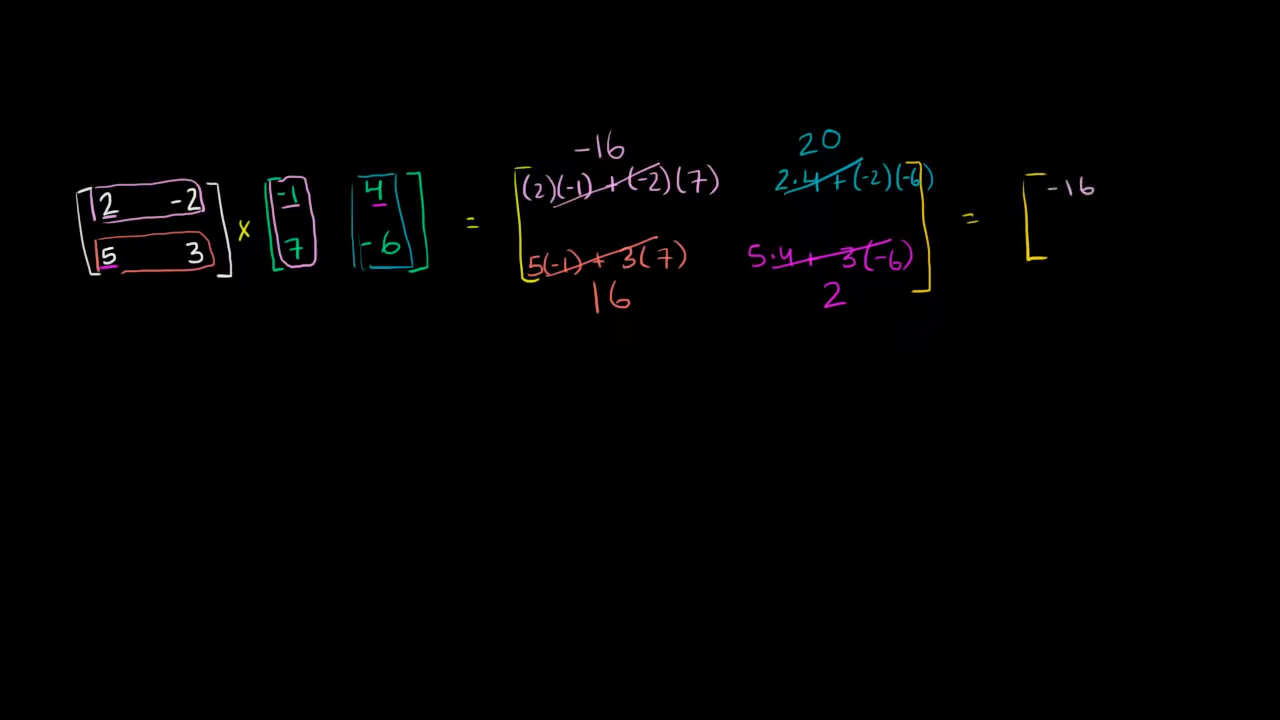 -16 20
(2)(-1) + (-2)(7) 2·4 + (-2)(-6)
2 -2 × -1 4 = = -16
5 3 7 -6 5(-1) + 3(7) 5·4 + 3(-6)
16 2